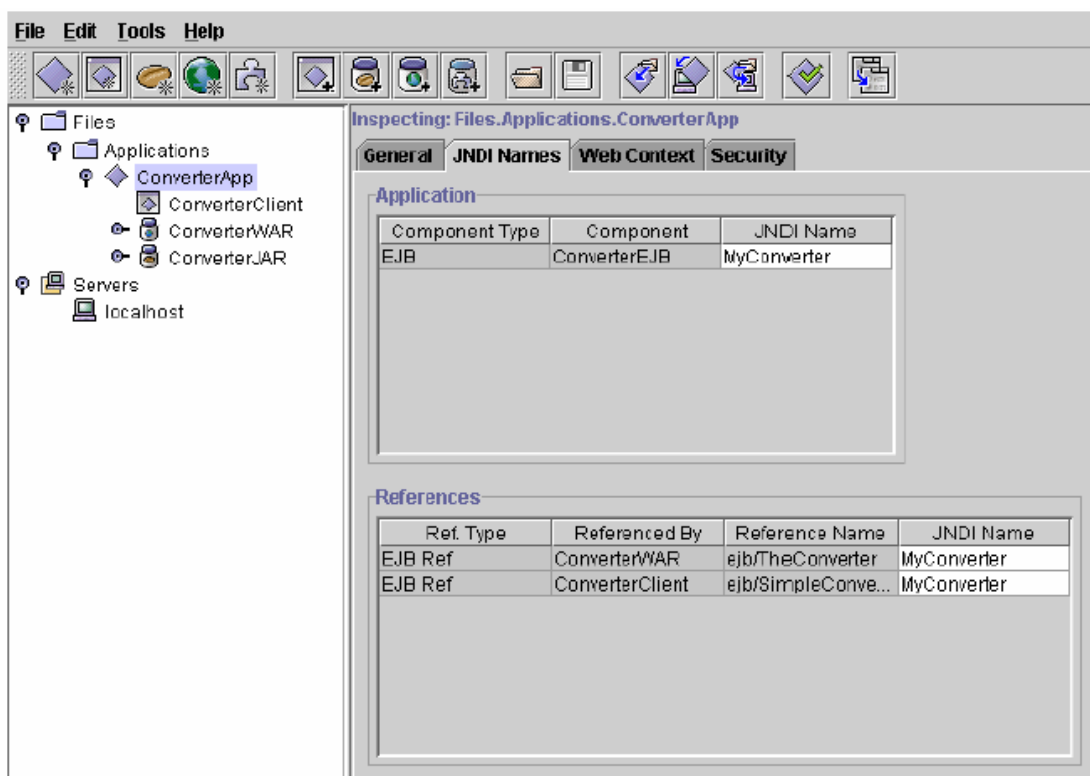 File Edit Tools Help
Files
Applications
ConverterApp
ConverterClient
ConverterWAR
ConverterJAR
Servers
localhost
Inspecting: Files.Applications.ConverterApp
General JNDI Names Web Context Security
Application
Component Type Component JNDI Name
EJB ConverterEJB MyConverter
References
Ref. Type Referenced By Reference Name JNDI Name
EJB Ref ConverterWAR ejb/TheConverter MyConverter
EJB Ref ConverterClient ejb/SimpleConve... MyConverter